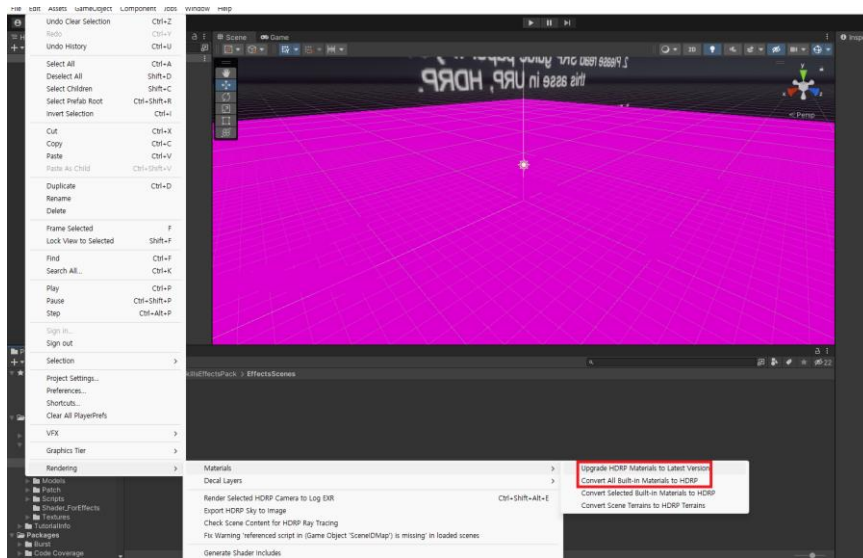 File Edit Assets GameObject Component Jobs Window Help
Undo Clear Selection Ctrl+Z
Redo Ctrl+Y
Undo History Ctrl+U
Select All Ctrl+A
Deselect All Shift+D
Select Children Shift+C
Select Prefab Root Ctrl+Shift+R
Invert Selection Ctrl+I
Cut Ctrl+X
Copy Ctrl+C
Paste Ctrl+V
Paste As Child Ctrl+Shift+V
Duplicate Ctrl+D
Rename
Delete
Frame Selected F
Lock View to Selected Shift+F
Find Ctrl+F
Search All... Ctrl+K
Play Ctrl+P
Pause Ctrl+Shift+P
Step Ctrl+Alt+P
Sign in...
Sign out
Selection
Project Settings...
Preferences...
Shortcuts...
Clear All PlayerPrefs
VFX
Graphics Tier
Rendering
Materials
Decal Layers
Render Selected HDRP Camera to Log EXR Ctrl+Shift+Alt+E
Export HDRP Sky to Image
Check Scene Content for HDRP Ray Tracing
Fix Warning 'referenced script in (Game Object 'SceneIDMap') is missing' in loaded scenes
Generate Shader Includes
Upgrade HDRP Materials to Latest Version
Convert All Built-in Materials to HDRP
Convert Selected Built-in Materials to HDRP
Convert Scene Terrains to HDRP Terrains
Scene Game
2D
this asse in URP, HDRP.
Persp
Inspe
22
killsEffectsPack > EffectsScenes
Models
Patch
Scripts
Shader_ForEffects
Textures
TutorialInfo
Packages
Burst
Code Coverage